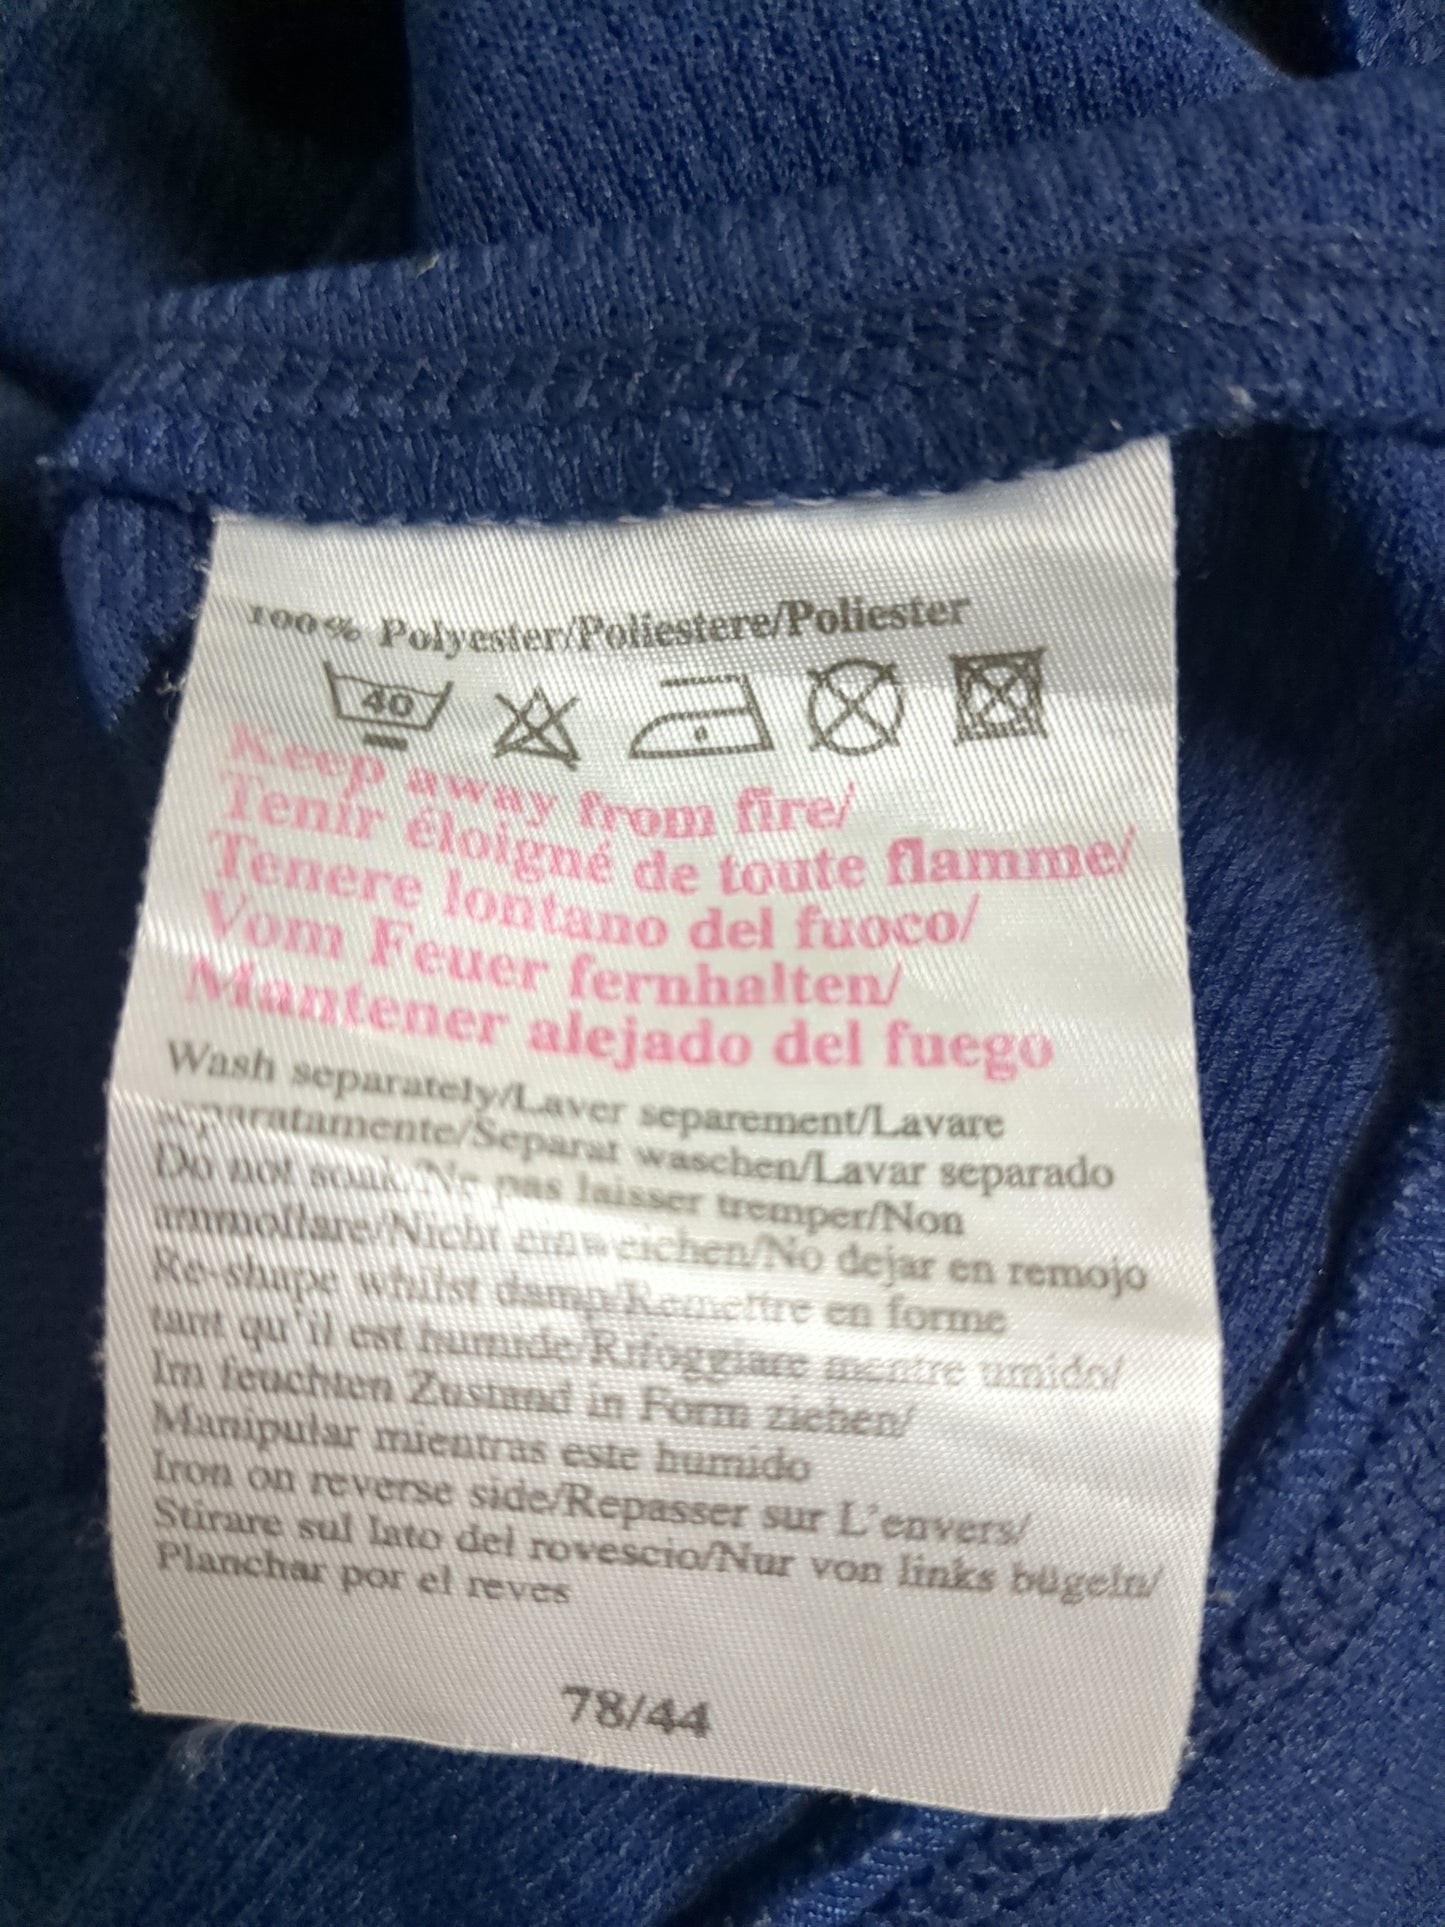 100% Polyester/Poliestere/Poliester
40
Keep away from fire/
Tenir éloigné de toute flamme/
Tenere lontano del fuoco/
Vom Feuer fernhalten/
Mantener alejado del fuego
Wash separately/Laver separement/Lavare
separatamente/Separat waschen/Lavar separado
Do not soak/Ne pas laisser tremper/Non
ammollare/Nicht einweichen/No dejar en remojo
Re-shape whilst damp/Remettre en forme
tant qu'il est humide/Rifoggiare mentre umido/
Im feuchten Zustand in Form ziehen/
Manipular mientras este humido
Iron on reverse side/Repasser sur L'envers/
Stirare sul lato del rovescio/Nur von links bügeln/
Planchar por el reves
78/44